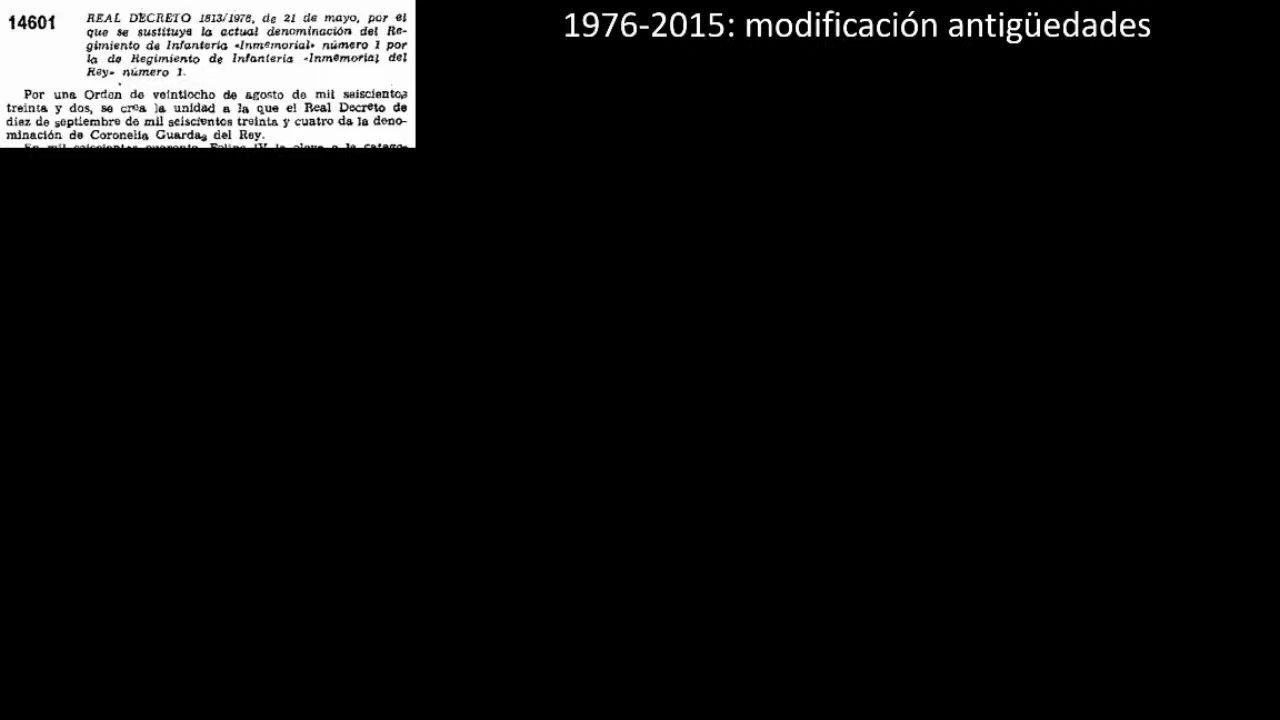 14601
REAL DECRETO 1813/1976, de 21 de mayo, por el
que se sustituye la actual denominación del Re-
gimiento de Infantería «Inmemorial» número 1 por
la de Regimiento de Infantería «Inmemorial del
Rey» número 1.
Por una Orden de veintiocho de agosto de mil seiscientos
treinta y dos, se crea la unidad a la que el Real Decreto de
diez de septiembre de mil seiscientos treinta y cuatro da la deno-
minación de Coronelía Guardas del Rey.
1976-2015: modificación antigüedades